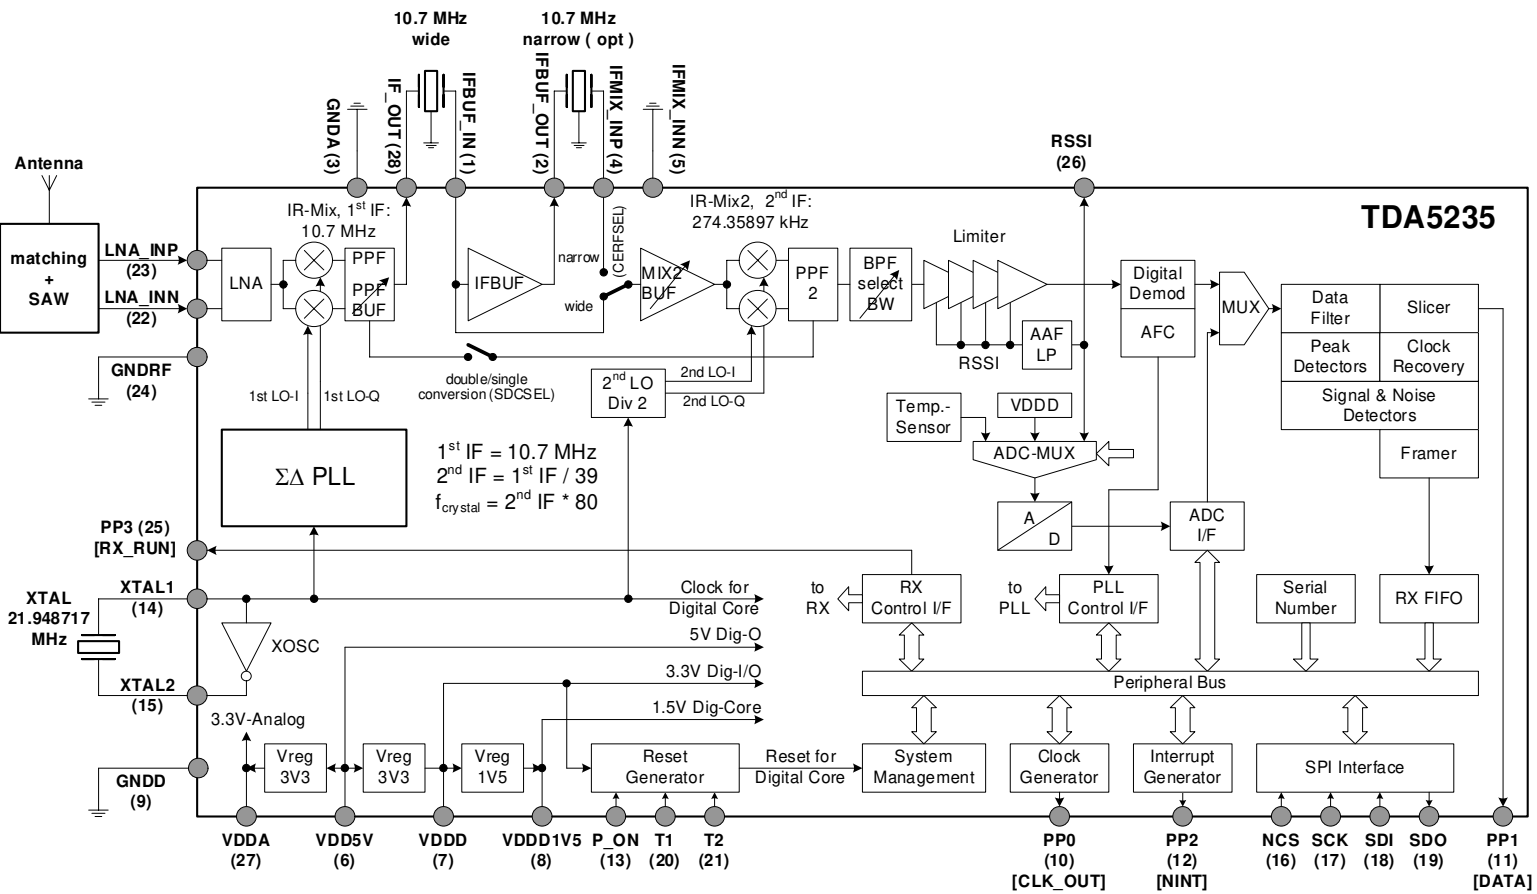 10.7 MHz
wide
10.7 MHz
narrow ( opt )
GNDA (3)
IF_OUT (28)
IFBUF_IN (1)
IFBUF_OUT (2)
IFMIX_INP (4)
IFMIX_INN (5)
RSSI
(26)
Antenna
matching
+
SAW
LNA_INP
(23)
LNA_INN
(22)
GNDRF
(24)
TDA5235
IR-Mix, 1st IF:
10.7 MHz
LNA
PPF
PPF
BUF
IFBUF
narrow
wide
(CERFSEL)
IR-Mix2, 2nd IF:
274.35897 kHz
MIX2
BUF
PPF
2
BPF
select
BW
Limiter
RSSI
AAF
LP
Digital
Demod
AFC
MUX
Data
Filter
Slicer
Peak
Detectors
Clock
Recovery
Signal & Noise
Detectors
Framer
double/single
conversion (SDCSEL)
2nd LO
Div 2
2nd LO-I
2nd LO-Q
1st LO-I
1st LO-Q
ΣΔ PLL
1st IF = 10.7 MHz
2nd IF = 1st IF / 39
fcrystal = 2nd IF * 80
Temp.-
Sensor
VDDD
ADC-MUX
A
D
ADC
I/F
PP3 (25)
[RX_RUN]
XTAL
21.948717
MHz
XTAL1
(14)
XTAL2
(15)
XOSC
Clock for
Digital Core
5V Dig-O
3.3V Dig-I/O
1.5V Dig-Core
3.3V-Analog
to
RX
RX
Control I/F
to
PLL
PLL
Control I/F
Serial
Number
RX FIFO
Peripheral Bus
GNDD
(9)
Vreg
3V3
Vreg
3V3
Vreg
1V5
Reset
Generator
Reset for
Digital Core
System
Management
Clock
Generator
Interrupt
Generator
SPI Interface
VDDA
(27)
VDD5V
(6)
VDDD
(7)
VDDD1V5
(8)
P_ON
(13)
T1
(20)
T2
(21)
PP0
(10)
[CLK_OUT]
PP2
(12)
[NINT]
NCS
(16)
SCK
(17)
SDI
(18)
SDO
(19)
PP1
(11)
[DATA]